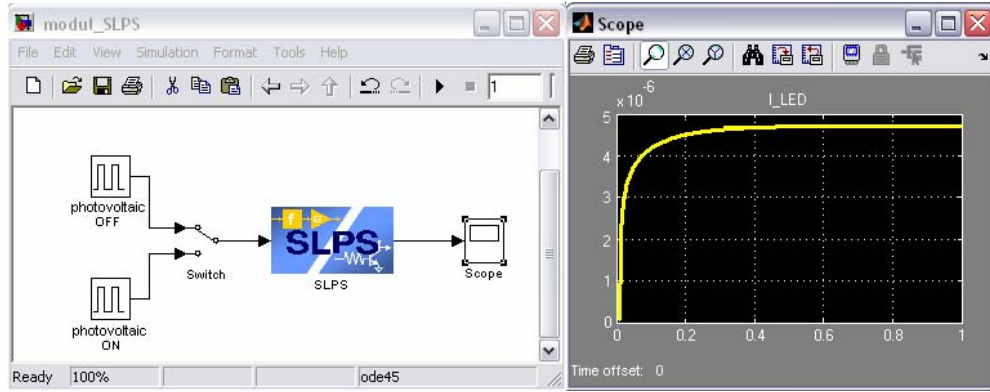 modul_SLPS
File Edit View Simulation Format Tools Help
1
photovoltaic
OFF
Switch
f
G
SLPS
SLPS
Scope
photovoltaic
ON
Ready 100% ode45
Scope
x 10 -6
I_LED
5
4
3
2
1
0
0 0.2 0.4 0.6 0.8 1
Time offset: 0